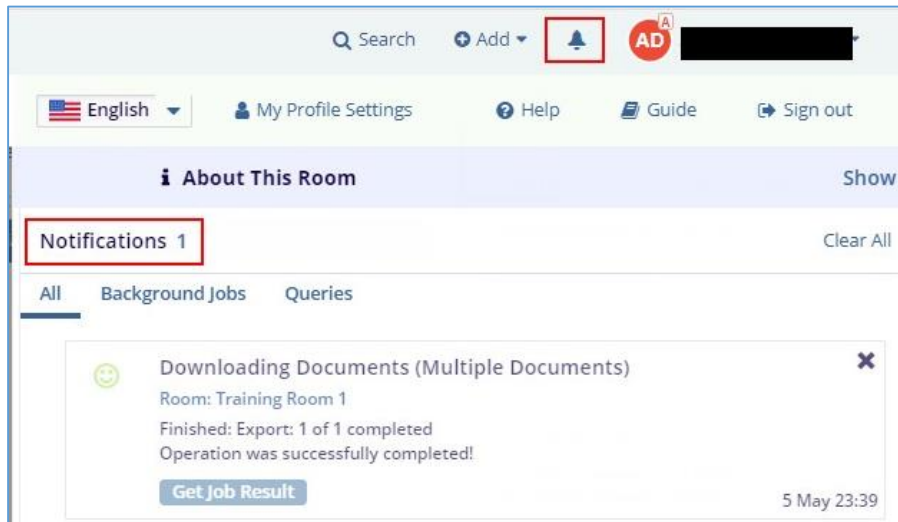 Search Add A AD
English My Profile Settings Help Guide Sign out
i About This Room Show
Notifications 1 Clear All
All Background Jobs Queries
Downloading Documents (Multiple Documents)
Room: Training Room 1
Finished: Export: 1 of 1 completed
Operation was successfully completed!
Get Job Result
5 May 23:39